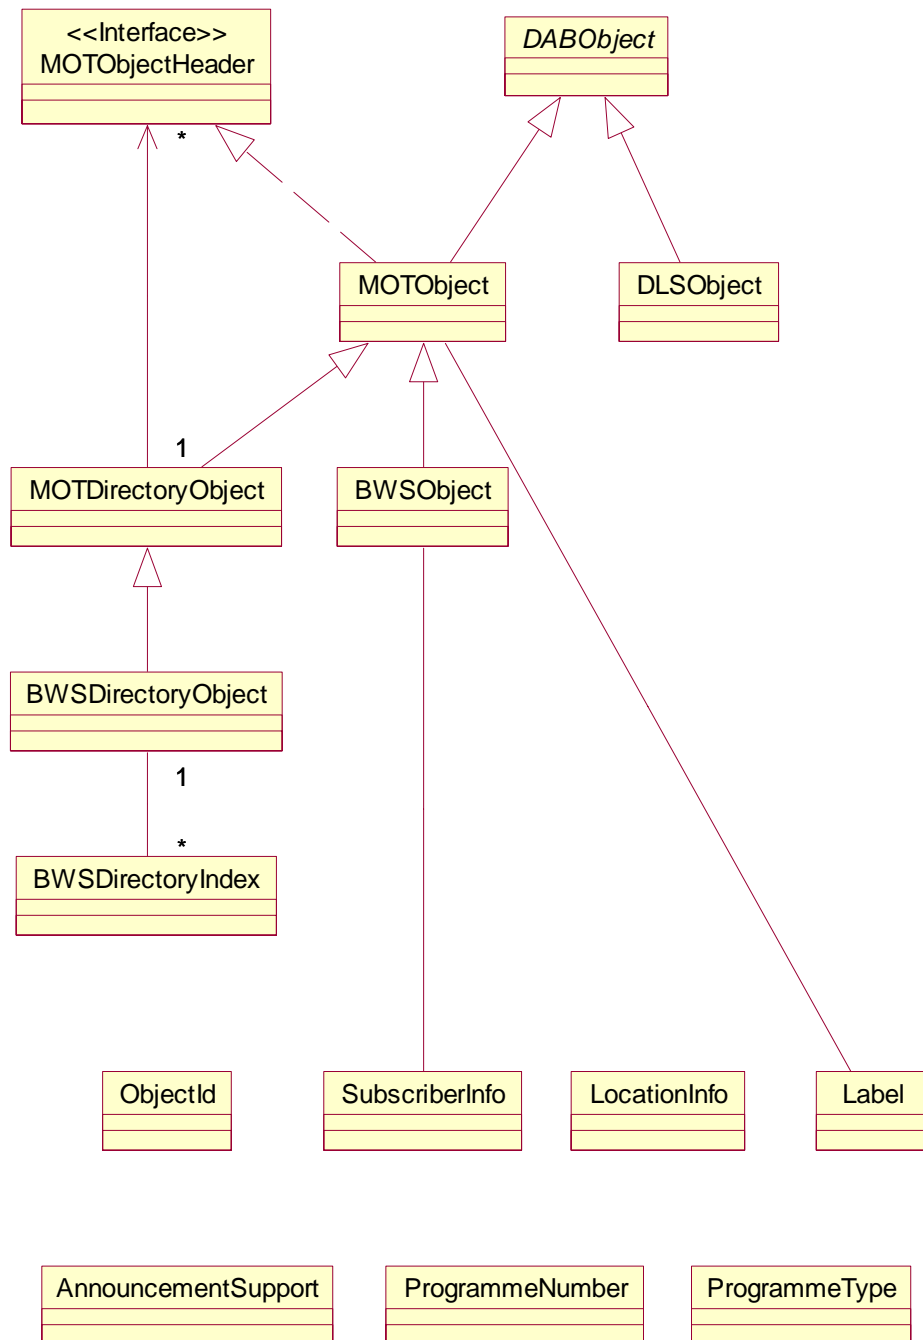 <<Interface>>
MOTObjectHeader
DABObject
*
MOTObject
DLSObject
1
MOTDirectoryObject
BWSObject
BWSDirectoryObject
1
*
BWSDirectoryIndex
ObjectId
SubscriberInfo
LocationInfo
Label
AnnouncementSupport
ProgrammeNumber
ProgrammeType